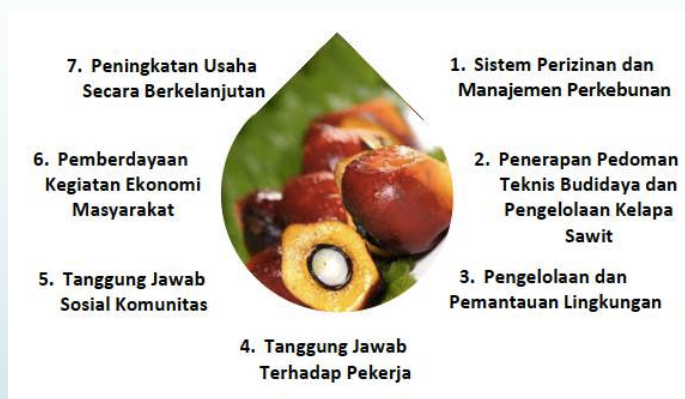 1. Sistem Perizinan dan
Manajemen Perkebunan
2. Penerapan Pedoman
Teknis Budidaya dan
Pengelolaan Kelapa
Sawit
3. Pengelolaan dan
Pemantauan Lingkungan
4. Tanggung Jawab
Terhadap Pekerja
5. Tanggung Jawab
Sosial Komunitas
6. Pemberdayaan
Kegiatan Ekonomi
Masyarakat
7. Peningkatan Usaha
Secara Berkelanjutan